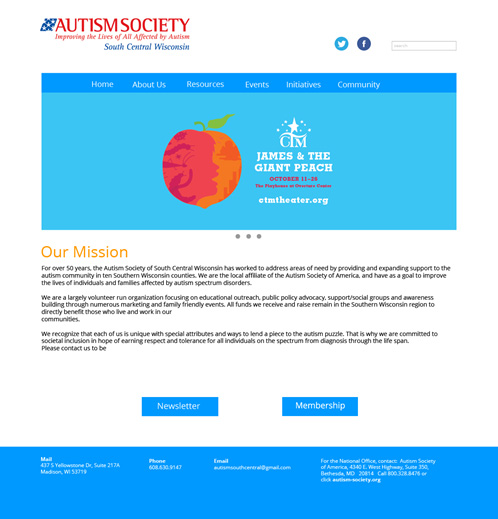 AUTISM SOCIETY
Improving the Lives of All Affected by Autism
South Central Wisconsin
Search
Home About Us Resources Events Initiatives Community
CTM
JAMES & THE
GIANT PEACH
OCTOBER 11-20
The Playhouse at Overture Center
ctmtheater.org
Our Mission
For over 50 years, the Autism Society of South Central Wisconsin has worked to address areas of need by providing and expanding support to the
autism community in ten Southern Wisconsin counties. We are the local affiliate of the Autism Society of America, and have as a goal to improve
the lives of individuals and families affected by autism spectrum disorders.
We are a largely volunteer run organization focusing on educational outreach, public policy advocacy, support/social groups and awareness
building through numerous marketing and family friendly events. All funds we receive and raise remain in the Southern Wisconsin region to
directly benefit those who live and work in our
communities.
We recognize that each of us is unique with special attributes and ways to lend a piece to the autism puzzle. That is why we are committed to
societal inclusion in hope of earning respect and tolerance for all individuals on the spectrum from diagnosis through the life span.
Please contact us to be
Newsletter Membership
Mail
437 S Yellowstone Dr, Suite 217A
Madison, WI 53719
Phone
608.630.9147
Email
autismsouthcentral@gmail.com
For the National Office, contact: Autism Society
of America, 4340 E, West Highway, Suite 350,
Bethesda, MD 20814 Call 800.328.8476 or
click autism-society.org